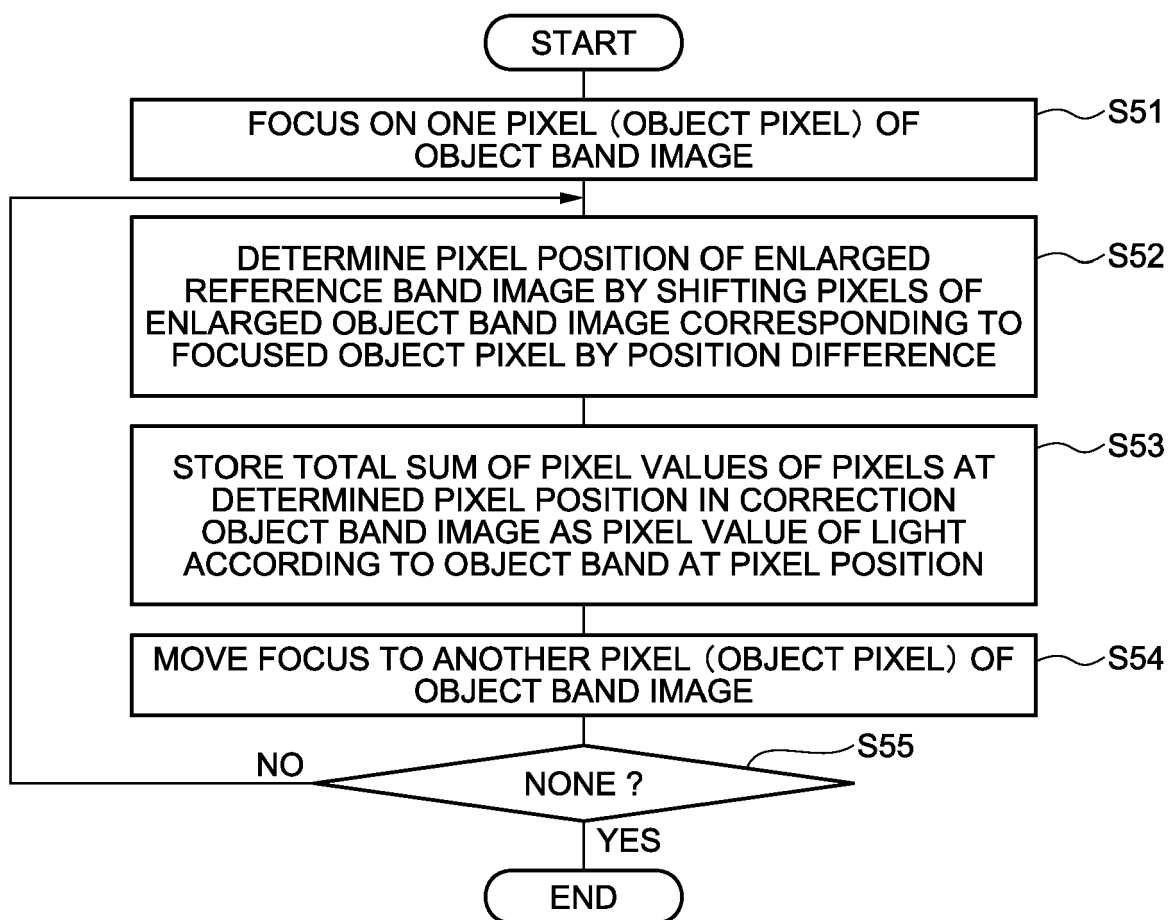 START
FOCUS ON ONE PIXEL (OBJECT PIXEL) OF
OBJECT BAND IMAGE
S51
DETERMINE PIXEL POSITION OF ENLARGED
REFERENCE BAND IMAGE BY SHIFTING PIXELS OF
ENLARGED OBJECT BAND IMAGE CORRESPONDING TO
FOCUSED OBJECT PIXEL BY POSITION DIFFERENCE
S52
STORE TOTAL SUM OF PIXEL VALUES OF PIXELS AT
DETERMINED PIXEL POSITION IN CORRECTION
OBJECT BAND IMAGE AS PIXEL VALUE OF LIGHT
ACCORDING TO OBJECT BAND AT PIXEL POSITION
S53
MOVE FOCUS TO ANOTHER PIXEL (OBJECT PIXEL) OF
OBJECT BAND IMAGE
S54
NONE ?
S55
NO
YES
END